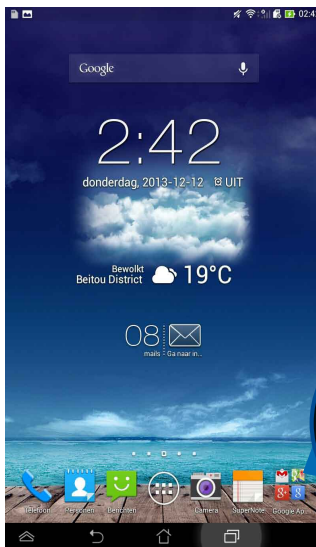 02:4
Google
2:42
donderdag, 2013-12-12 UIT
Bewolkt
Beitou District
19°C
08
mails
Ga naar in...
Telefoon Personen Berichten Camera SuperNote Google Ap..